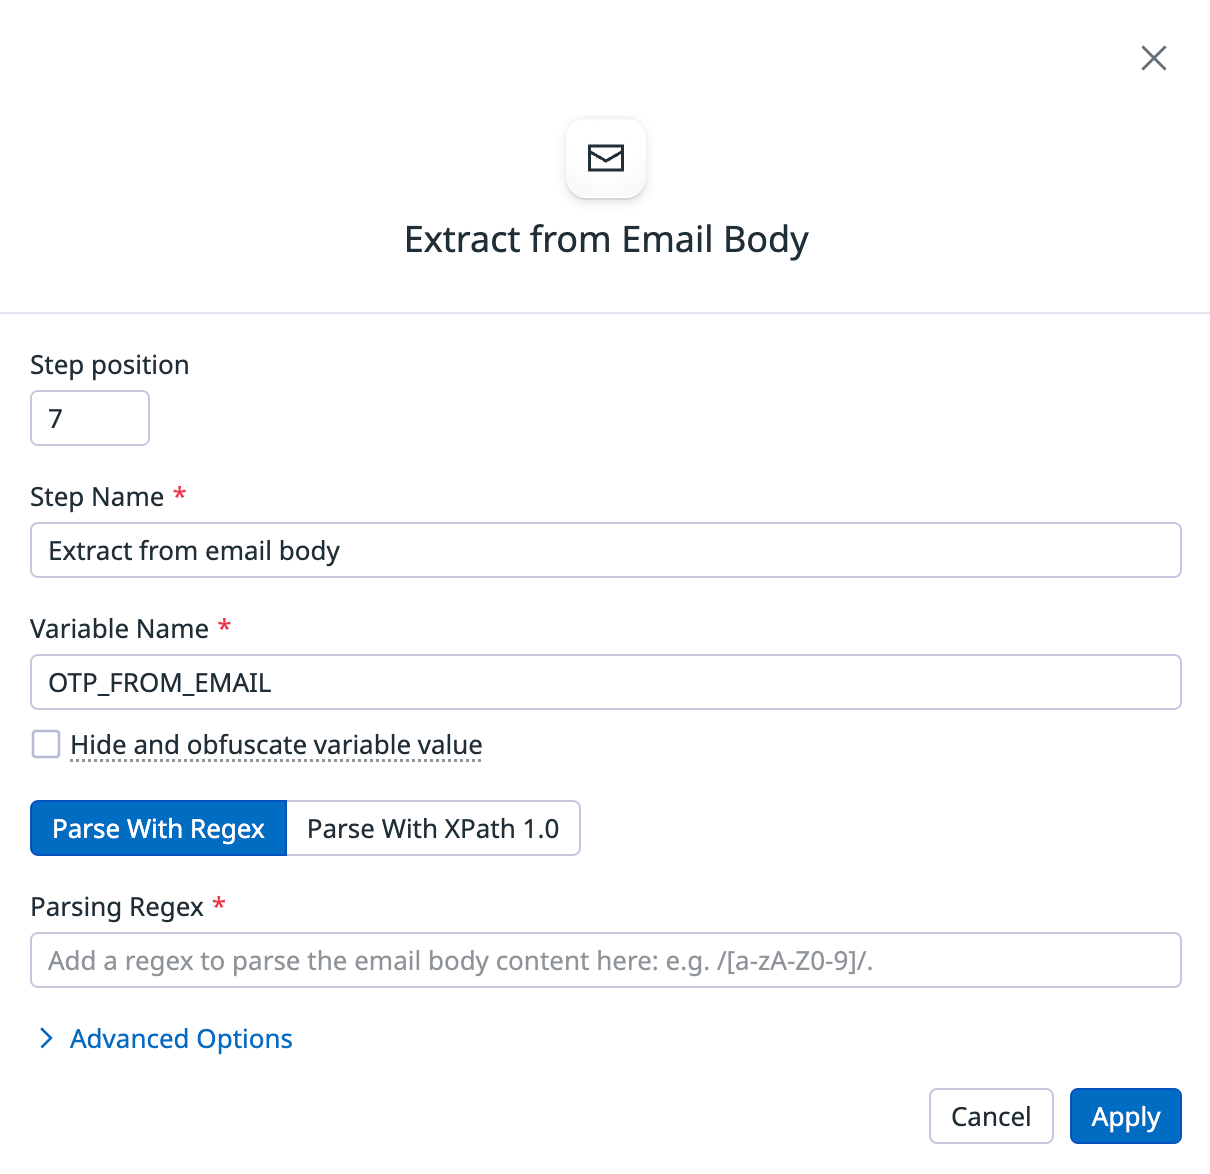 Extract from Email Body
Step position
7
Step Name *
Extract from email body
Variable Name *
OTP_FROM_EMAIL
Hide and obfuscate variable value
Parse With Regex
Parse With XPath 1.0
Parsing Regex *
Add a regex to parse the email body content here: e.g. /[a-zA-Z0-9]/.
Advanced Options
Cancel
Apply